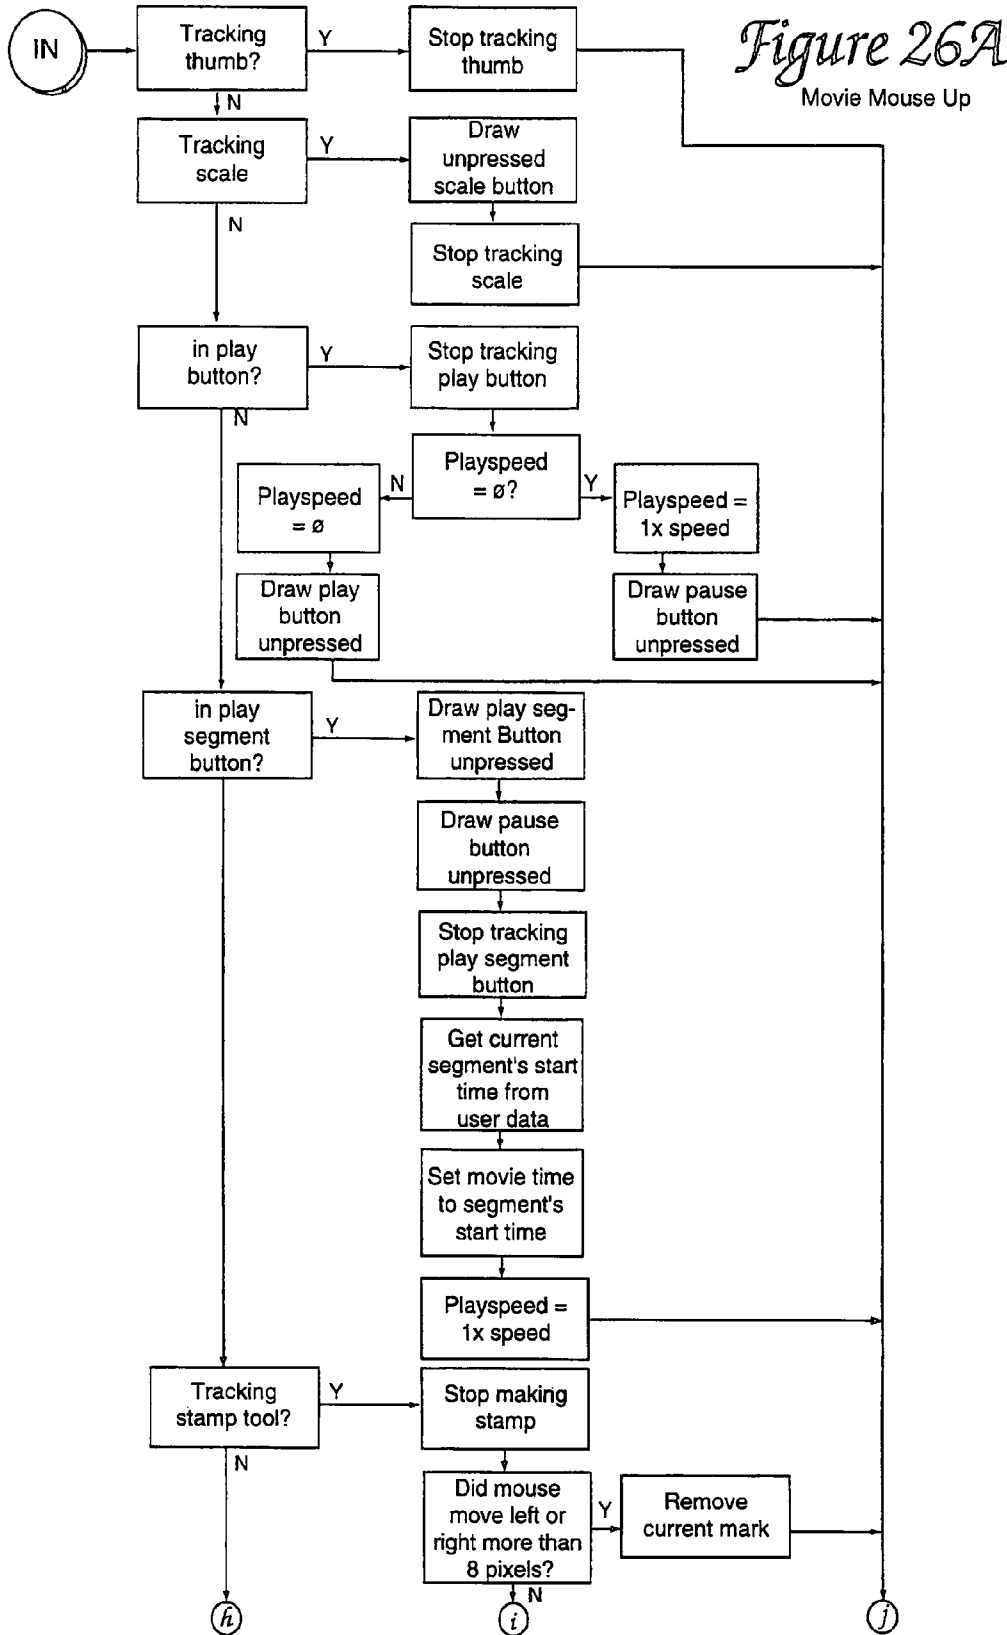 Figure 26A
Movie Mouse Up
IN
Tracking
thumb?
Y
Stop tracking
thumb
N
Tracking
scale
Y
Draw
unpressed
scale button
N
Stop tracking
scale
in play
button?
Y
Stop tracking
play button
N
Playspeed
= ø?
N
Y
Playspeed
= ø
Playspeed =
1x speed
Draw play
button
unpressed
Draw pause
button
unpressed
in play
segment
button?
Y
Draw play seg-
ment Button
unpressed
Draw pause
button
unpressed
Stop tracking
play segment
button
Get current
segment's start
time from
user data
Set movie time
to segment's
start time
Playspeed =
1x speed
Tracking
stamp tool?
Y
Stop making
stamp
N
Did mouse
move left or
right more than
8 pixels?
Y
Remove
current mark
N
h
i
j